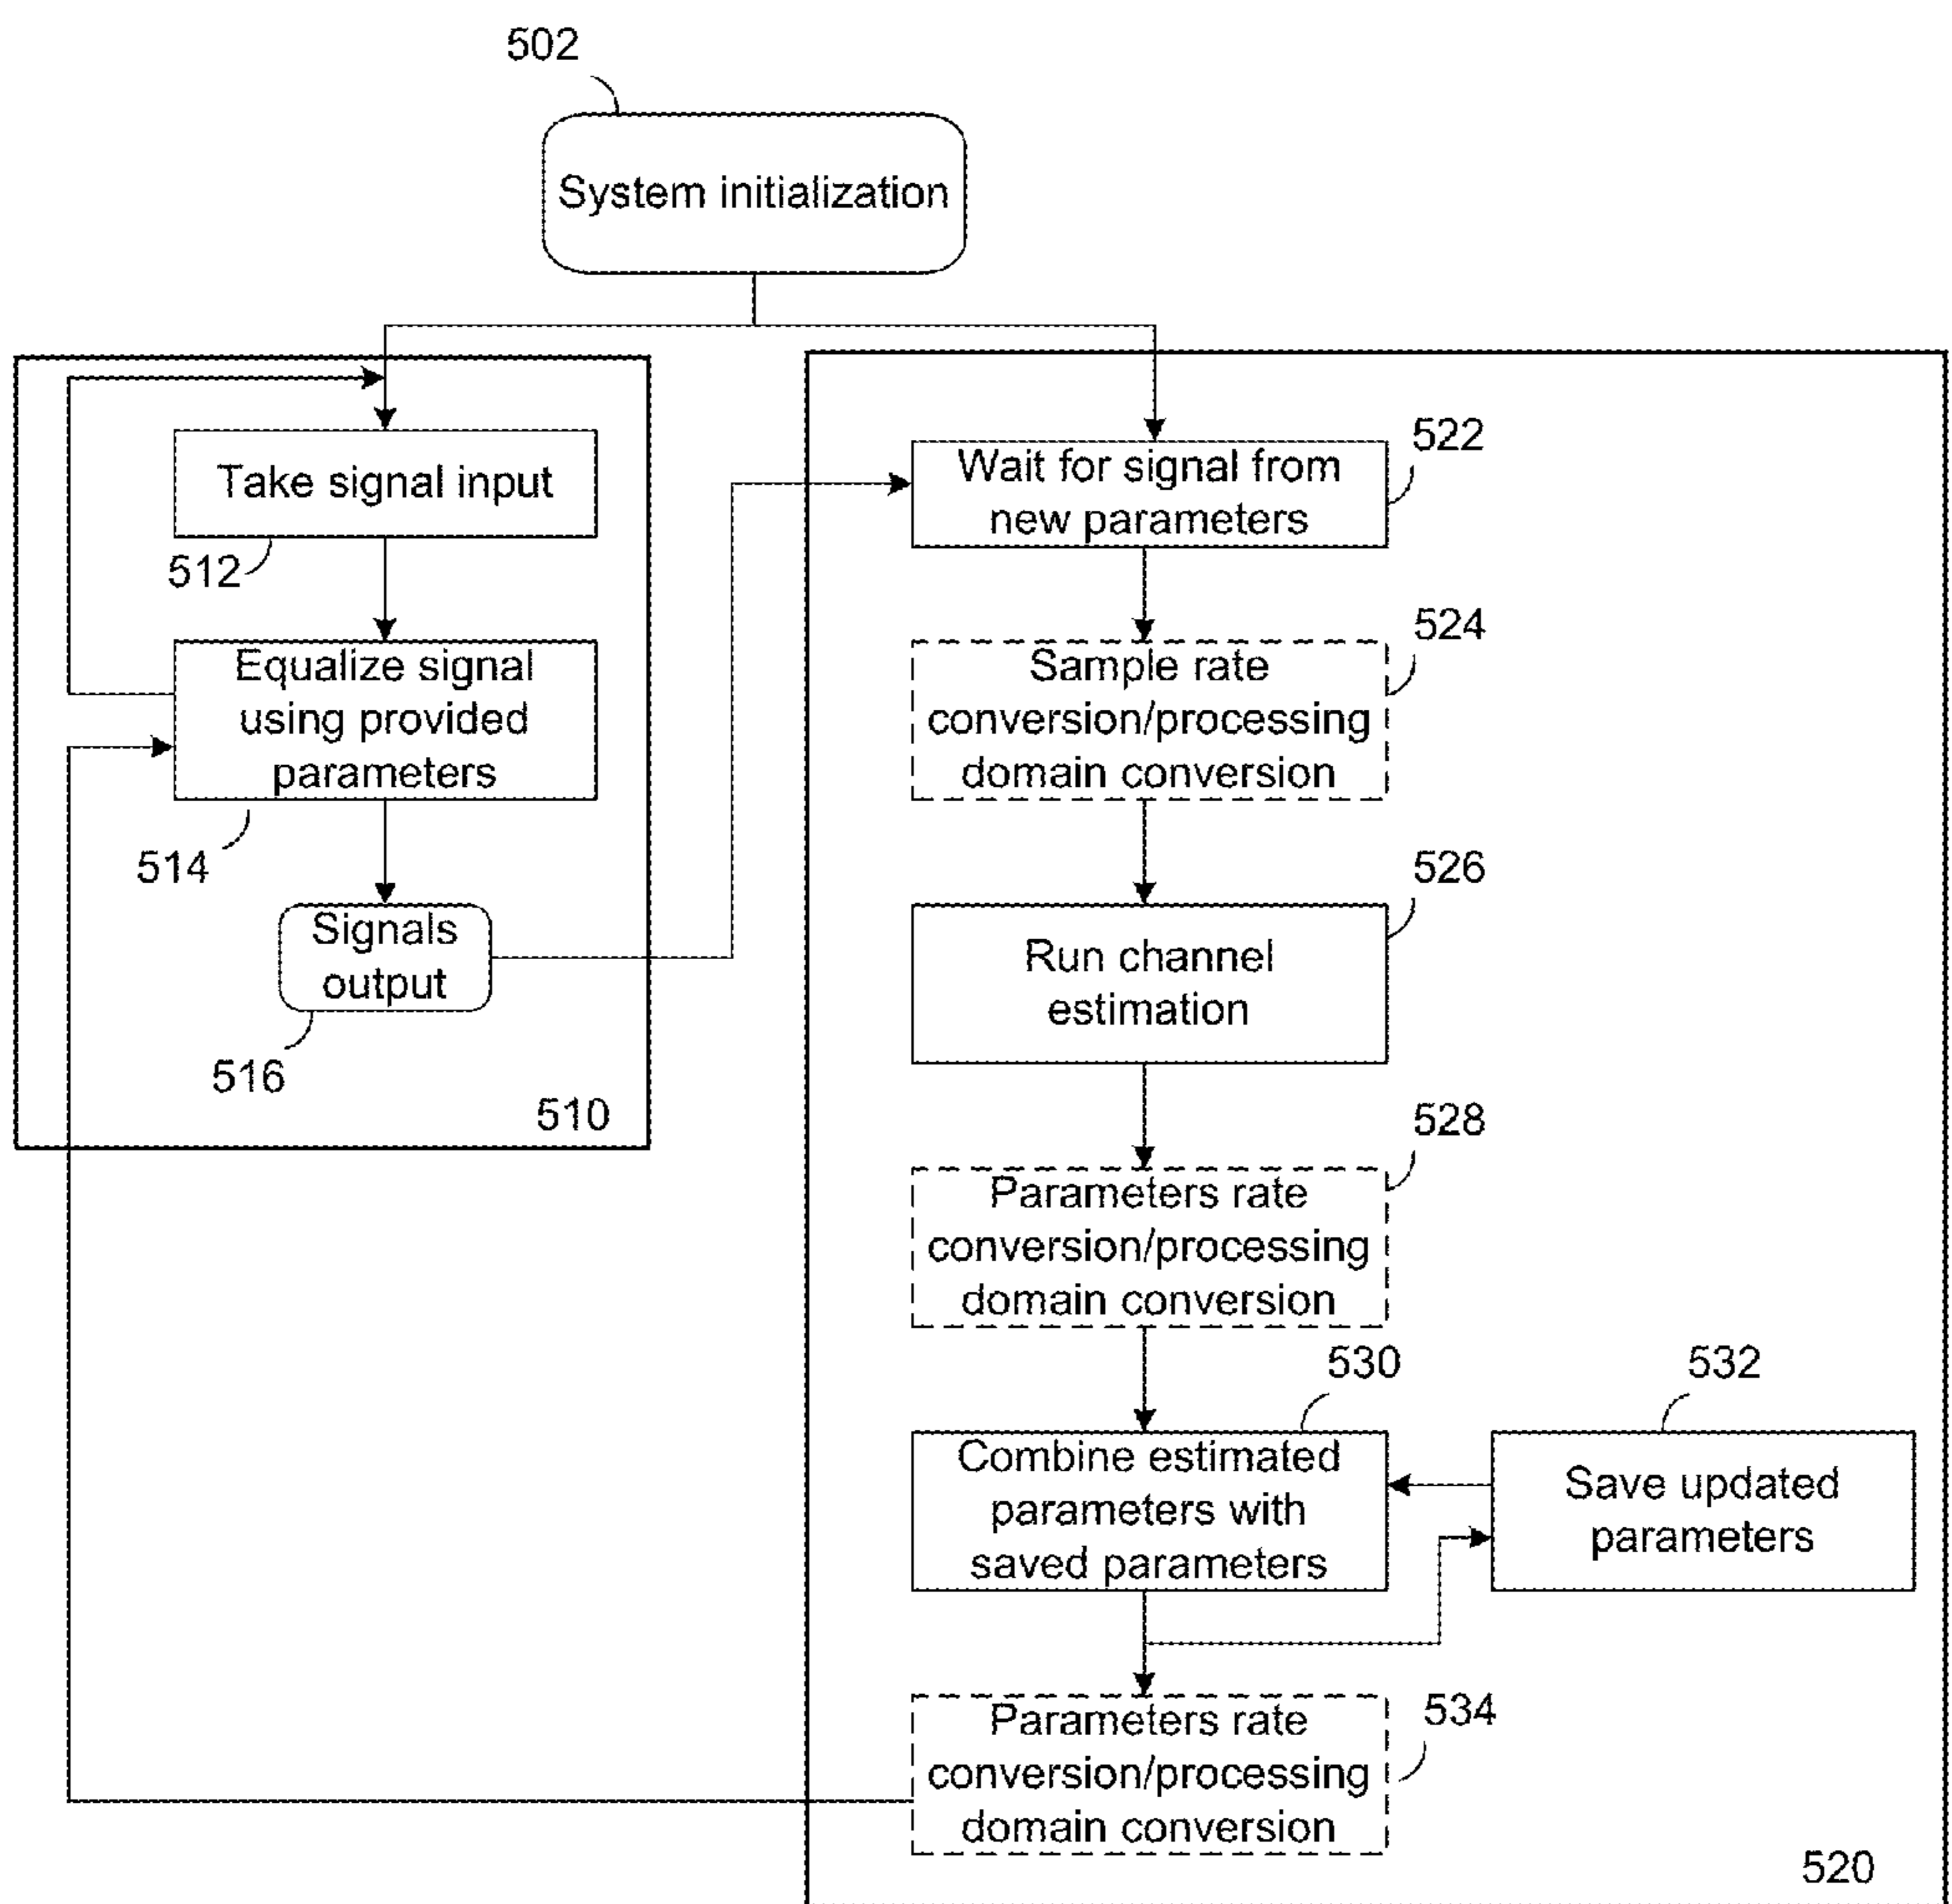 502
System initialization
Take signal input
512
Equalize signal
using provided
parameters
514
Signals
output
516
510
Wait for signal from
new parameters
522
Sample rate
conversion/processing
domain conversion
524
Run channel
estimation
526
Parameters rate
conversion/processing
domain conversion
528
Combine estimated
parameters with
saved parameters
530
Save updated
parameters
532
Parameters rate
conversion/processing
domain conversion
534
520